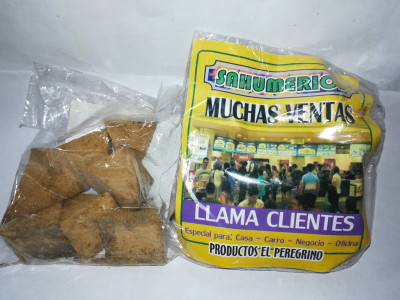 SAHUMERIO
MUCHAS VENTAS
LLAMA CLIENTES
Especial para: Casa - Carro - Negocio - Oficina
PRODUCTOS EL PEREGRINO